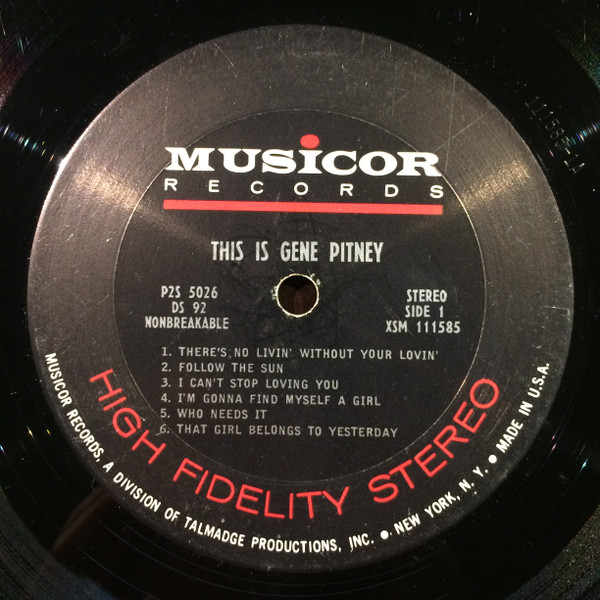 MUSICOR
RECORDS
THIS IS GENE PITNEY
P2S 5026
DS 92
NONBREAKABLE
STEREO
SIDE 1
XSM 111585
1. THERE'S NO LIVIN' WITHOUT YOUR LOVIN'
2. FOLLOW THE SUN
3. I CAN'T STOP LOVING YOU
4. I'M GONNA FIND MYSELF A GIRL
5. WHO NEEDS IT
6. THAT GIRL BELONGS TO YESTERDAY
HIGH FIDELITY STEREO
MUSICOR RECORDS, A DIVISION OF TALMADGE PRODUCTIONS, INC. ● NEW YORK, N. Y. ● MADE IN U.S.A.